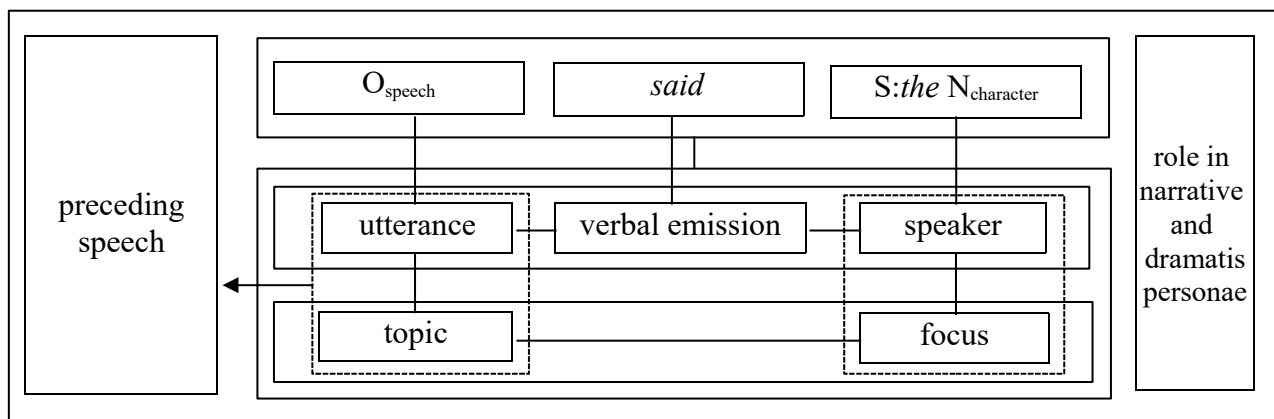 O_speech
said
S:the N_character
preceding
speech
utterance
verbal emission
speaker
topic
focus
role in
narrative
and
dramatis
personae